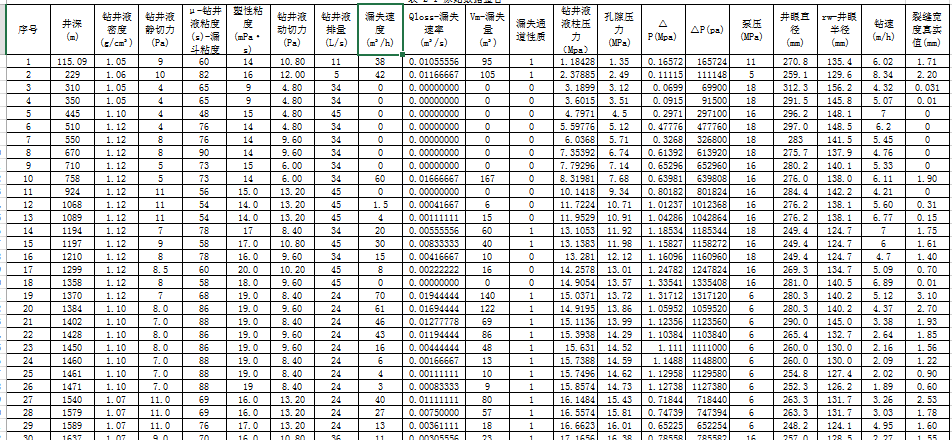 序号 井深(m) 钻井液密度(g/cm³) 钻井液静切力(Pa) μ-钻井液粘度(s)-漏斗粘度 塑性粘度(mPa·s) 钻井液动切力(Pa) 钻井液排量(L/s) 漏失速度(m³/h) Qloss-漏失速率(m³/s) Vm-漏失量(m³) 漏失通道性质 钻井液液柱压力(Mpa) 孔隙压力(MPa) △P(Mpa) △P(pa) 泵压(MPa) 井眼直径(mm) rw-井眼半径(mm) 钻速m/h) 裂缝宽度真实值(mm)
1 115.09 1.05 9 60 14 10.80 11 38 0.01055556 95 1 1.18428 1.35 0.16572 165724 11 270.8 135.4 6.02 1.71
2 229 1.06 10 82 16 12.00 5 42 0.01166667 105 1 2.37885 2.49 0.11115 111148 5 259.1 129.6 8.34 2.20
3 310 1.05 4 65 9 4.80 34 0 0.00000000 0 0 3.1899 3.12 0.0699 69900 18 312.3 156.2 4.32 0.031
4 350 1.05 4 65 9 4.80 34 0 0.00000000 0 0 3.6015 3.51 0.0915 91500 18 291.5 145.8 5.07 0.01
5 445 1.10 4 48 15 4.80 45 0 0.00000000 0 0 4.7971 4.5 0.2971 297100 16 296.2 148.1 7 0
6 510 1.12 4 76 14 4.80 34 0 0.00000000 0 0 5.59776 5.12 0.47776 477760 18 297.0 148.5 6.2 0
7 550 1.12 8 76 14 9.60 34 0 0.00000000 0 0 6.0368 5.71 0.3268 326800 18 283 141.5 5.45 0
8 670 1.12 8 90 14 9.60 34 0 0.00000000 0 0 7.35392 6.74 0.61392 613920 18 275.7 137.9 4.76 0
9 710 1.12 5 73 15 6.00 34 0 0.00000000 0 0 7.79296 7.14 0.65296 652960 16 280.2 140.1 5.33 0
10 758 1.12 5 73 14 6.00 34 60 0.01666667 167 0 8.31981 7.68 0.63981 639808 16 276.0 138.0 6.11 1.90
11 924 1.12 11 56 15.0 13.20 45 0 0.00000000 0 0 10.1418 9.34 0.80182 801824 16 284.4 142.2 4.21 0
12 1068 1.12 11 54 14.0 13.20 45 1.5 0.00041667 6 0 11.7224 10.71 1.01237 1012368 16 276.2 138.1 5.60 0.31
13 1089 1.12 11 54 14.0 13.20 45 4 0.00111111 15 0 11.9529 10.91 1.04286 1042864 16 276.2 138.1 6.77 0.15
14 1194 1.12 7 78 17 8.40 34 20 0.00555556 60 1 13.1053 11.92 1.18534 1185344 18 249.4 124.7 7 1.75
15 1197 1.12 9 58 17.0 10.80 45 30 0.00833333 40 1 13.1383 11.98 1.15827 1158272 16 249.4 124.7 6 1.61
16 1210 1.12 8 78 16.0 9.60 34 15 0.00416667 10 0 13.281 12.12 1.16096 1160960 18 249.4 124.7 4.7 1.40
17 1299 1.12 8.5 60 20.0 10.20 45 8 0.00222222 16 0 14.2578 13.01 1.24782 1247824 16 269.3 134.7 5.09 0.70
18 1358 1.12 8 58 18.0 9.60 45 0 0.00000000 0 0 14.9054 13.57 1.33541 1335408 16 281.0 140.5 6.89 0.01
19 1370 1.12 7 68 19.0 8.40 24 70 0.01944444 140 1 15.0371 13.72 1.31712 1317120 6 280.3 140.2 5.12 3.10
20 1384 1.10 8.0 86 19.0 9.60 24 61 0.01694444 122 1 14.9195 13.86 1.05952 1059520 6 280.3 140.2 4.37 2.70
21 1402 1.10 7.0 88 19.0 8.40 24 46 0.01277778 69 1 15.1136 13.99 1.12356 1123560 6 290.0 145.0 3.38 1.93
22 1428 1.10 8.0 86 19.0 9.60 24 43 0.01194444 86 1 15.3938 14.29 1.10384 1103840 6 265.4 132.7 2.64 1.85
23 1450 1.10 8.0 86 19.0 9.60 24 16 0.00444444 48 1 15.631 14.52 1.111 1111000 6 260.0 130.0 2.16 1.56
24 1460 1.10 7.0 88 19.0 8.40 24 6 0.00166667 13 1 15.7388 14.59 1.1488 1148800 6 260.0 130.0 2.09 1.22
25 1461 1.10 7.0 88 19.0 8.40 24 4 0.00111111 10 1 15.7496 14.62 1.12958 1129580 6 254.8 127.4 2.02 0.90
26 1471 1.10 7.0 88 19 8.40 24 3 0.00083333 9 1 15.8574 14.73 1.12738 1127380 6 252.3 126.2 1.89 0.60
27 1540 1.07 11.0 69 16.0 13.20 24 40 0.01111111 80 1 16.1484 15.43 0.71844 718440 6 263.3 131.7 3.26 2.53
28 1579 1.07 11.0 69 16.0 13.20 24 27 0.00750000 57 1 16.5574 15.81 0.74739 747394 6 263.3 131.7 3.03 1.78
29 1589 1.07 11.0 76 17.0 13.20 24 13 0.00361111 18 1 16.6623 16.01 0.65225 652254 6 248.2 124.1 4.95 1.60
30 1637 1.07 9.0 70 16.0 10.80 36 11 0.00305556 23 1 17.1656 16.38 0.78558 785582 16 257.0 128.5 2.27 1.55